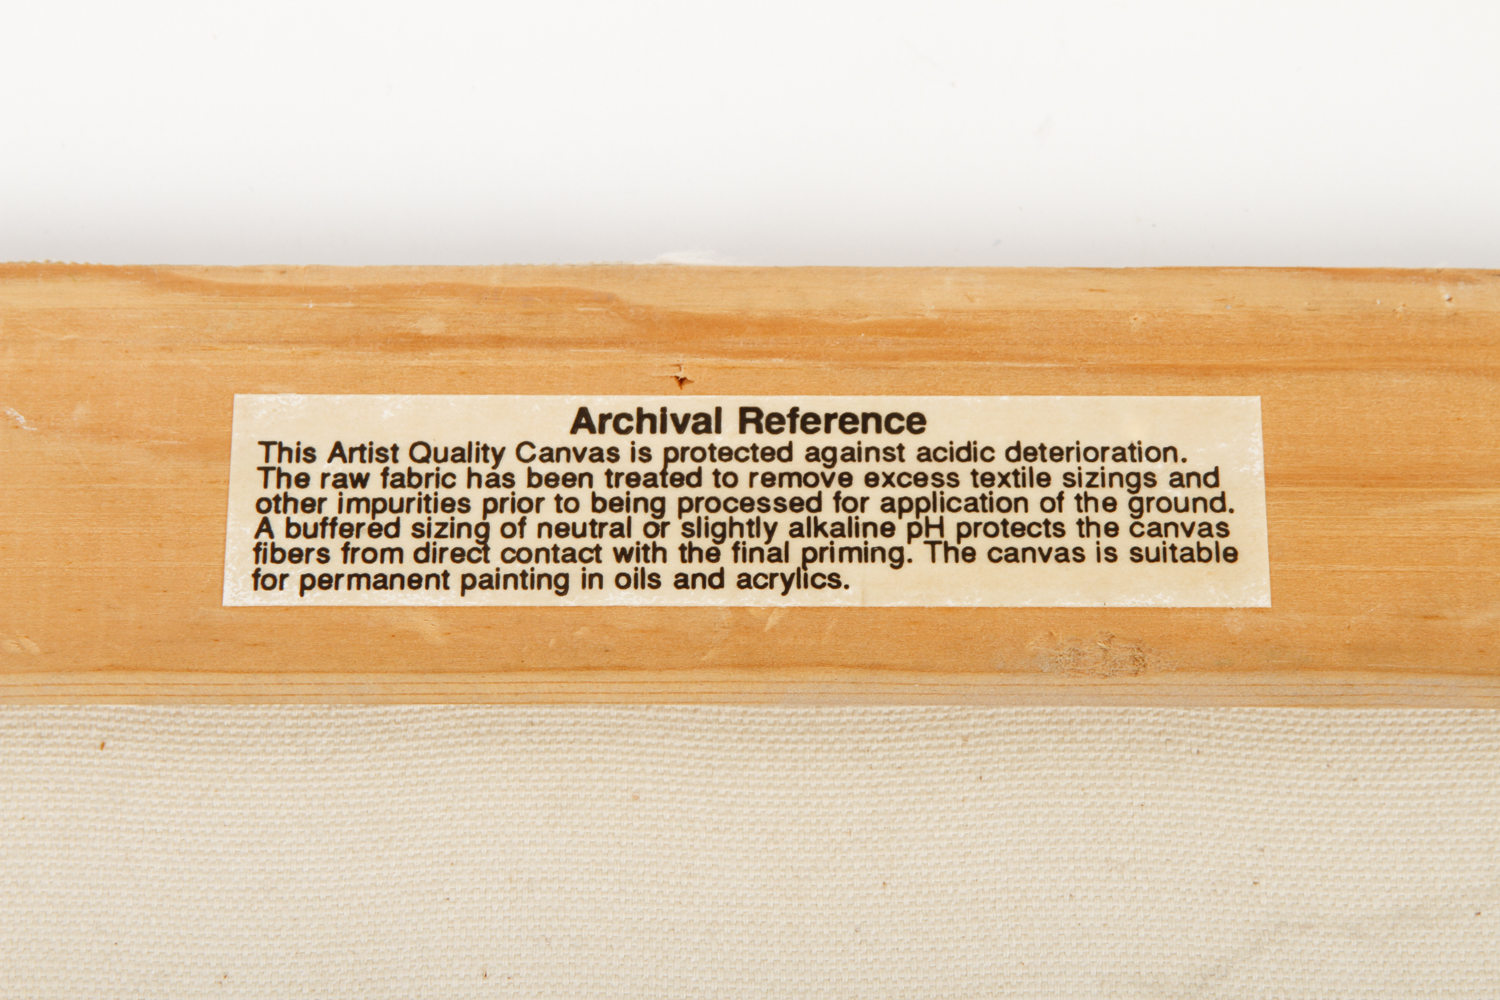 Archival Reference
This Artist Quality Canvas is protected against acidic deterioration.
The raw fabric has been treated to remove excess textile sizings and
other impurities prior to being processed for application of the ground.
A buffered sizing of neutral or slightly alkaline pH protects the canvas
fibers from direct contact with the final priming. The canvas is suitable
for permanent painting in oils and acrylics.